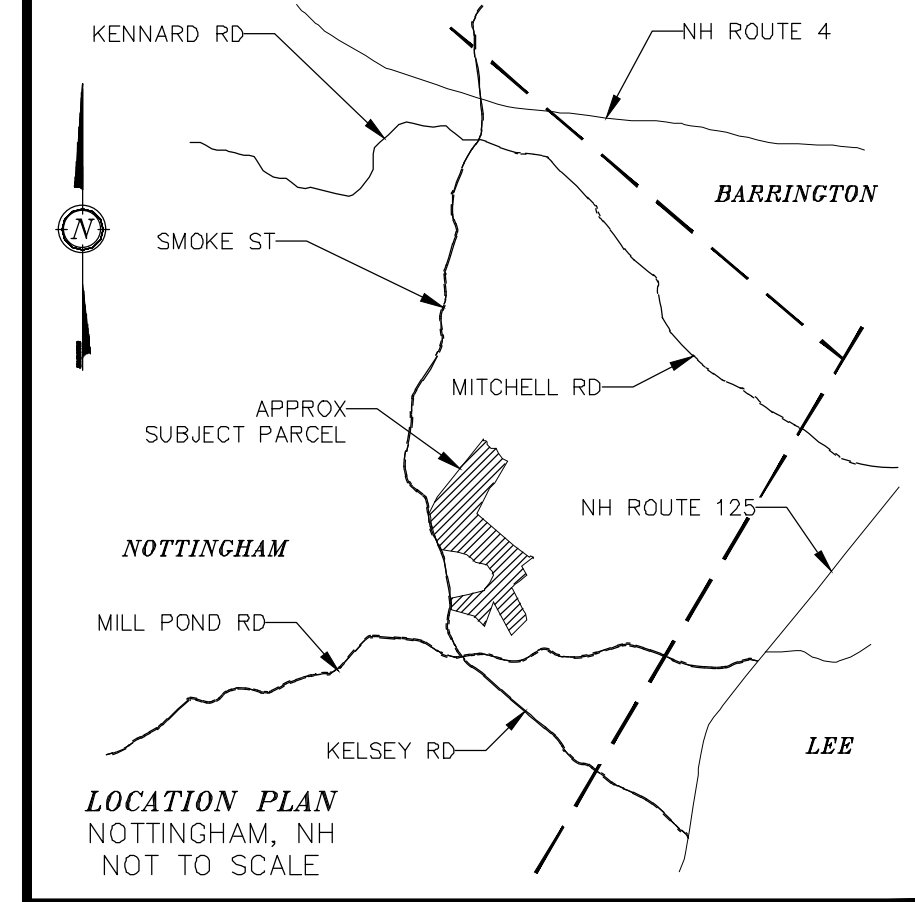 KENNARD RD
NH ROUTE 4
BARRINGTON
N
SMOKE ST
MITCHELL RD
APPROX
SUBJECT PARCEL
NH ROUTE 125
NOTTINGHAM
MILL POND RD
KELSEY RD
LEE
LOCATION PLAN
NOTTINGHAM, NH
NOT TO SCALE